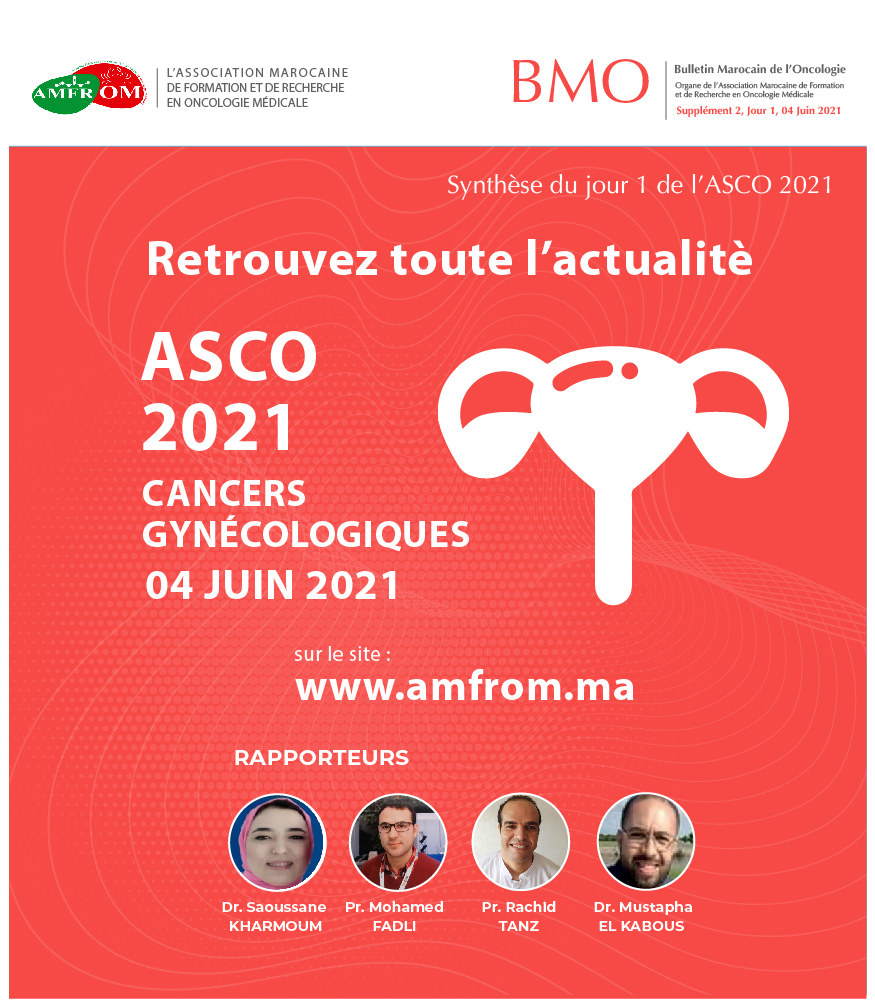 AMFROM
L'ASSOCIATION MAROCAINE
DE FORMATION ET DE RECHERCHE
EN ONCOLOGIE MÉDICALE
BMO
Bulletin Marocain de l'Oncologie
Organe de l'Association Marocaine de Formation
et de Recherche en Oncologie Médicale
Supplément 2, Jour 1, 04 Juin 2021
Synthèse du jour 1 de l'ASCO 2021
Retrouvez toute l'actualitè
ASCO
2021
CANCERS
GYNÉCOLOGIQUES
04 JUIN 2021
sur le site :
www.amfrom.ma
RAPPORTEURS
Dr. Saoussane
KHARMOUM
Pr. Mohamed
FADLI
Pr. Rachid
TANZ
Dr. Mustapha
EL KABOUS